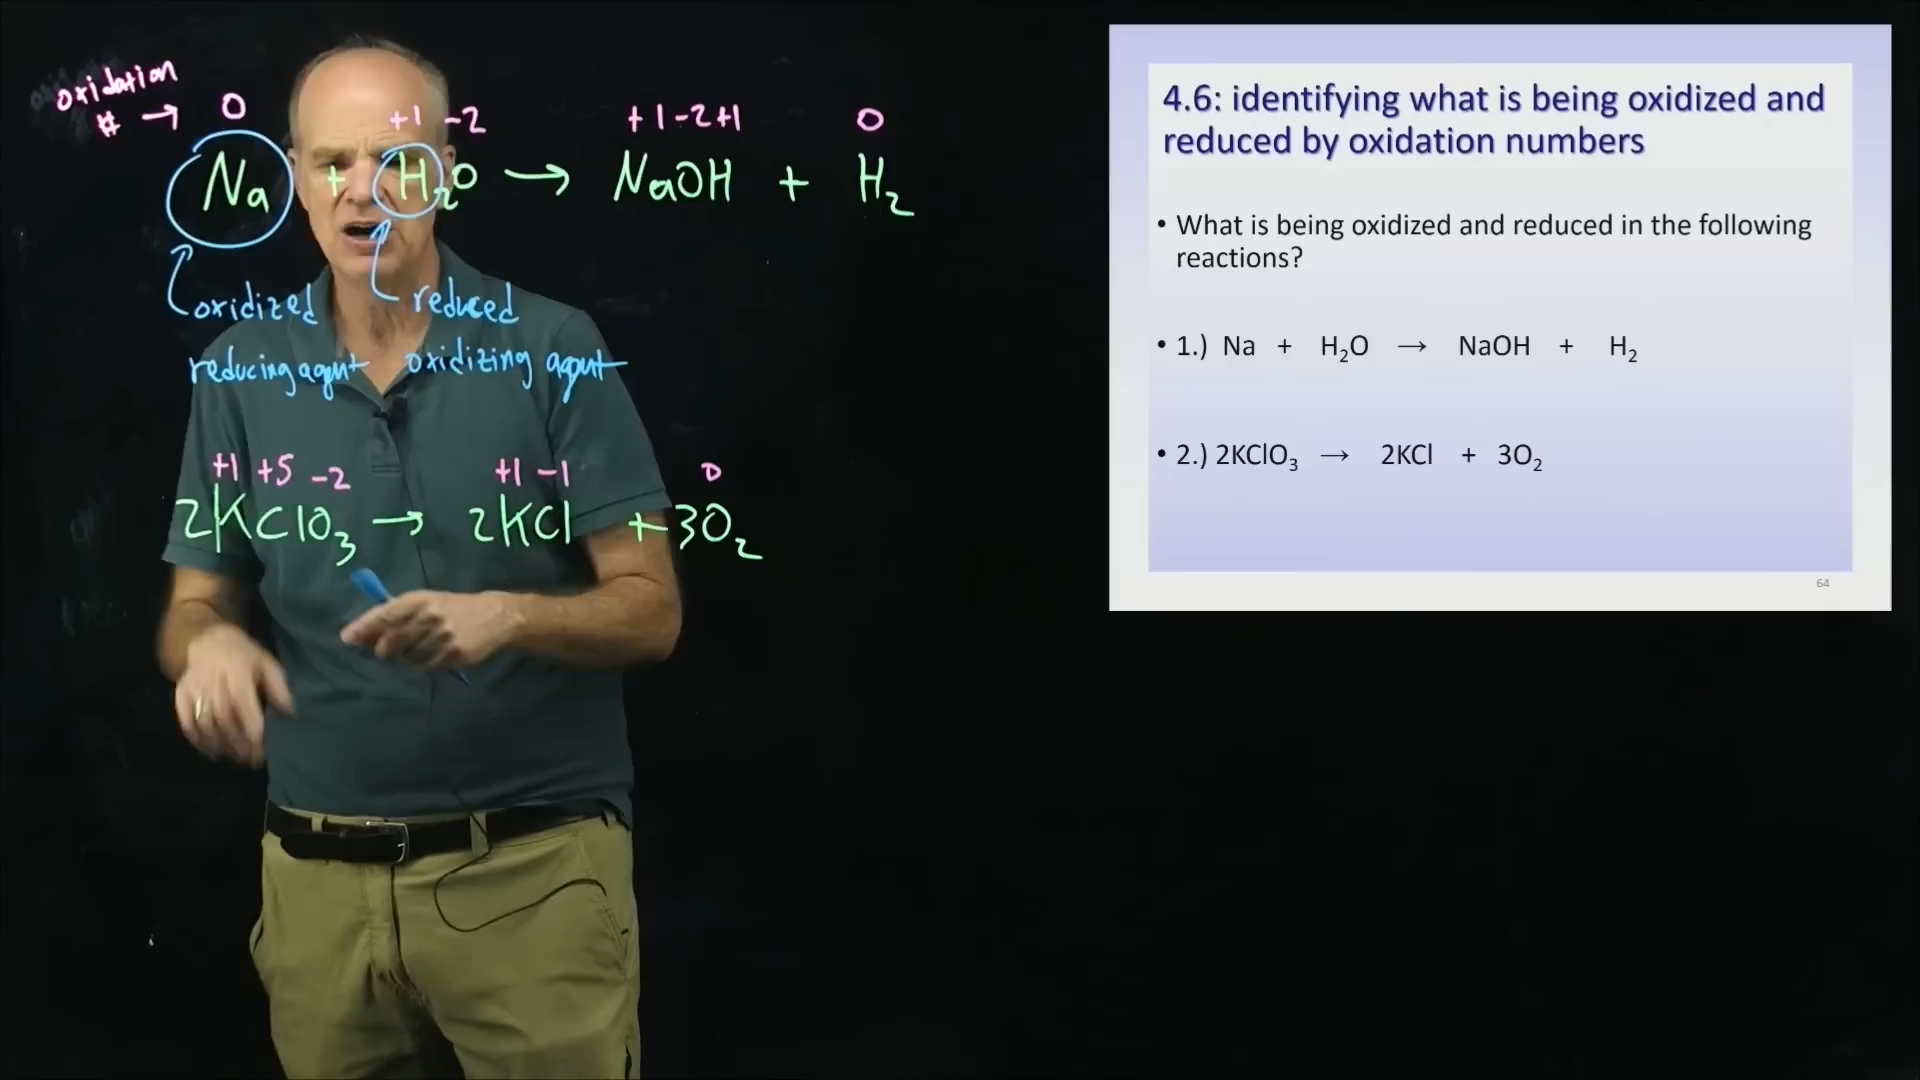 oxidation
# → 0 +1 -2 +1-2+1 0
Na + H₂O → NaOH + H₂
oxidized reduced
reducing agent oxidizing agent
+1 +5 -2 +1 -1 0
2KClO₃ → 2KCl + 3O₂
4.6: identifying what is being oxidized and
reduced by oxidation numbers
• What is being oxidized and reduced in the following
reactions?
• 1.) Na + H₂O → NaOH + H₂
• 2.) 2KClO₃ → 2KCl + 3O₂
64